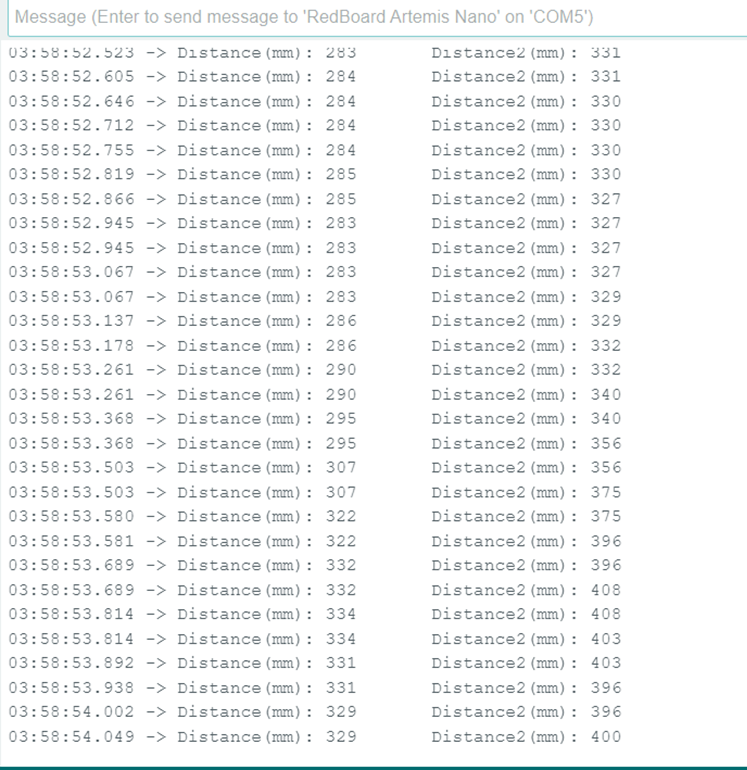 Message (Enter to send message to 'RedBoard Artemis Nano' on 'COM5')
03:58:52.523 -> Distance(mm): 283 Distance2(mm): 331
03:58:52.605 -> Distance(mm): 284 Distance2(mm): 331
03:58:52.646 -> Distance(mm): 284 Distance2(mm): 330
03:58:52.712 -> Distance(mm): 284 Distance2(mm): 330
03:58:52.755 -> Distance(mm): 284 Distance2(mm): 330
03:58:52.819 -> Distance(mm): 285 Distance2(mm): 330
03:58:52.866 -> Distance(mm): 285 Distance2(mm): 327
03:58:52.945 -> Distance(mm): 283 Distance2(mm): 327
03:58:52.945 -> Distance(mm): 283 Distance2(mm): 327
03:58:53.067 -> Distance(mm): 283 Distance2(mm): 327
03:58:53.067 -> Distance(mm): 283 Distance2(mm): 329
03:58:53.137 -> Distance(mm): 286 Distance2(mm): 329
03:58:53.178 -> Distance(mm): 286 Distance2(mm): 332
03:58:53.261 -> Distance(mm): 290 Distance2(mm): 332
03:58:53.261 -> Distance(mm): 290 Distance2(mm): 340
03:58:53.368 -> Distance(mm): 295 Distance2(mm): 340
03:58:53.368 -> Distance(mm): 295 Distance2(mm): 356
03:58:53.503 -> Distance(mm): 307 Distance2(mm): 356
03:58:53.503 -> Distance(mm): 307 Distance2(mm): 375
03:58:53.580 -> Distance(mm): 322 Distance2(mm): 375
03:58:53.581 -> Distance(mm): 322 Distance2(mm): 396
03:58:53.689 -> Distance(mm): 332 Distance2(mm): 396
03:58:53.689 -> Distance(mm): 332 Distance2(mm): 408
03:58:53.814 -> Distance(mm): 334 Distance2(mm): 408
03:58:53.814 -> Distance(mm): 334 Distance2(mm): 403
03:58:53.892 -> Distance(mm): 331 Distance2(mm): 403
03:58:53.938 -> Distance(mm): 331 Distance2(mm): 396
03:58:54.002 -> Distance(mm): 329 Distance2(mm): 396
03:58:54.049 -> Distance(mm): 329 Distance2(mm): 400